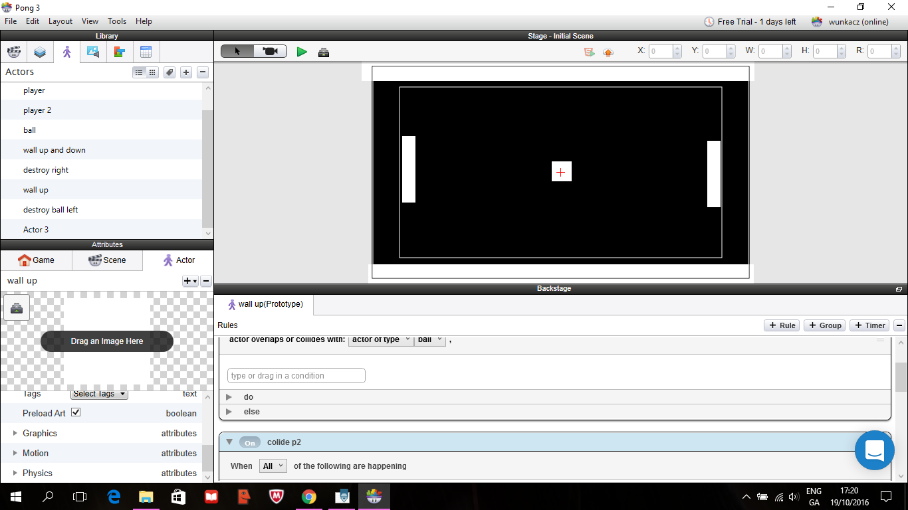 Pong 3
File Layout View Tools Help
Free Trial - 1 days left wunkacz (online)
Library
Stage - Initial Scene
X: 0 Y: 0 W: 0 H: 0 R: 0
Actors
player
player 2
ball
wall up and down
destroy right
wall up
destroy ball left
Actor 3
Attributes
Game Scene Actor
wall up
Drag an Image Here
Tags Select Tags text
Preload Art boolean
Graphics attributes
Motion attributes
Physics attributes
Backstage
wall up(Prototype)
Rules + Rule + Group + Timer
actor overlaps or collides with: actor of type ball ,
type or drag in a condition
do
else
On collide p2
When All of the following are happening
ENG 17:20
GA 19/10/2016